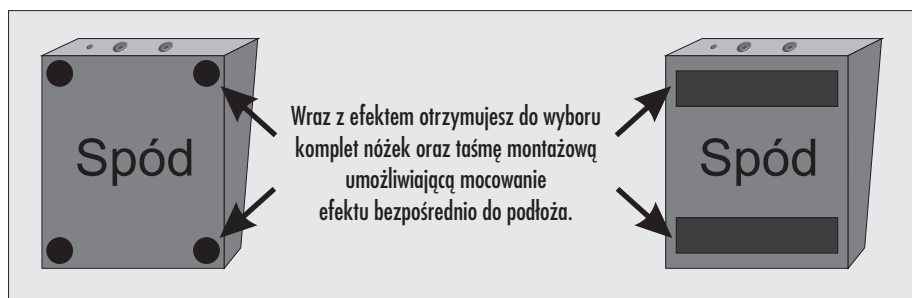 Spód
Wraz z efektem otrzymujesz do wyboru
komplet nóżek oraz taśmę montażową
umożliwiającą mocowanie
efektu bezpośrednio do podłoża.
Spód